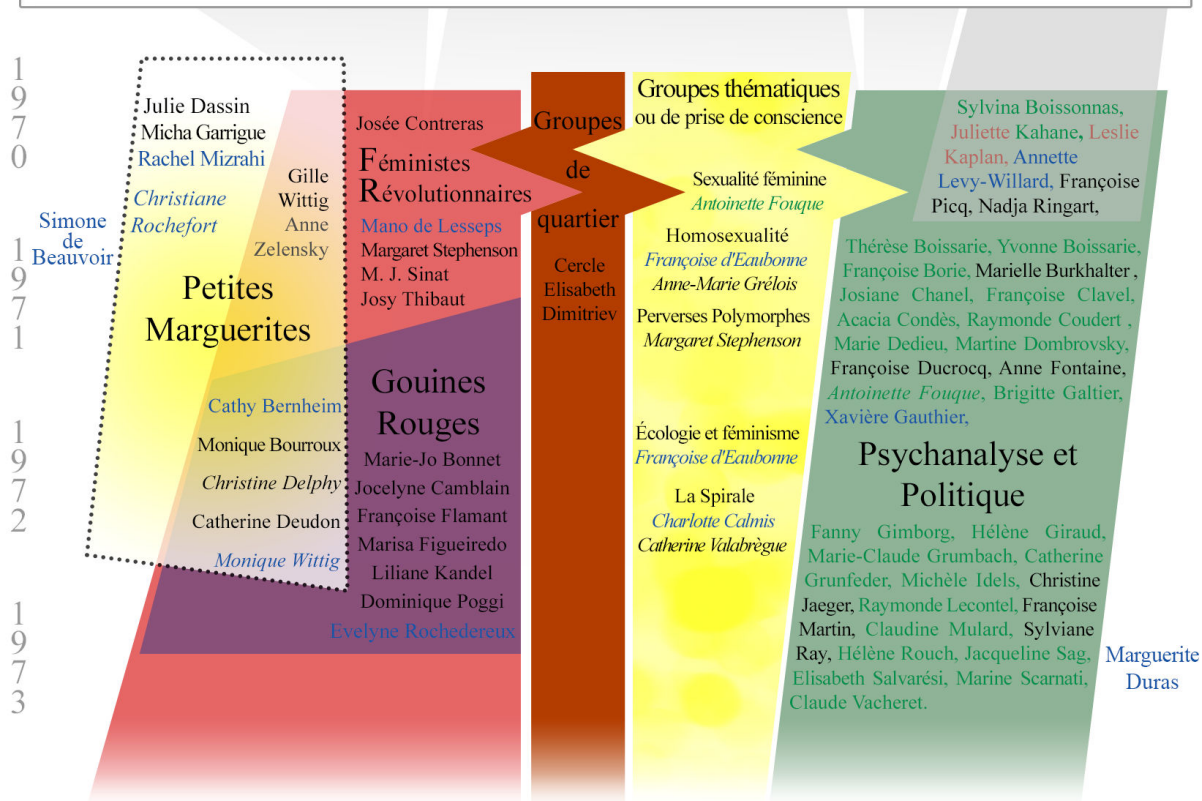 1
9
7
0
1
9
7
1
1
9
7
2
1
9
7
3
Simone
de
Beauvoir
Julie Dassin
Micha Garrigue
Rachel Mizrahi
Christiane
Rochefort
Gille
Wittig
Anne
Zelensky
Petites
Marguerites
Cathy Bernheim
Monique Bourroux
Christine Delphy
Catherine Deudon
Monique Wittig
Josée Contreras
Féministes
Révolutionnaires
Mano de Lesseps
Margaret Stephenson
M. J. Sinat
Josy Thibaut
Gouines
Rouges
Marie-Jo Bonnet
Jocelyne Camblain
Françoise Flamant
Marisa Figueiredo
Liliane Kandel
Dominique Poggi
Evelyne Rochedereux
Groupes
de
quartier
Cercle
Elisabeth
Dimitriev
Groupes thématiques
ou de prise de conscience
Sexualité féminine
Antoinette Fouque
Homosexualité
Françoise d'Eaubonne
Anne-Marie Grélois
Perverses Polymorphes
Margaret Stephenson
Écologie et féminisme
Françoise d'Eaubonne
La Spirale
Charlotte Calmis
Catherine Valabrègue
Sylvina Boissonnas,
Juliette Kahane, Leslie
Kaplan, Annette
Levy-Willard, Françoise
Picq, Nadja Ringart,
Thérèse Boissarie, Yvonne Boissarie,
Françoise Borie, Marielle Burkhalter ,
Josiane Chanel, Françoise Clavel,
Acacia Condès, Raymonde Coudert ,
Marie Dedieu, Martine Dombrovsky,
Françoise Ducrocq, Anne Fontaine,
Antoinette Fouque, Brigitte Galtier,
Xavière Gauthier,
Psychanalyse et
Politique
Fanny Gimborg, Hélène Giraud,
Marie-Claude Grumbach, Catherine
Grunfeder, Michèle Idels, Christine
Jaeger, Raymonde Lecontel, Françoise
Martin, Claudine Mulard, Sylviane
Ray, Hélène Rouch, Jacqueline Sag,
Elisabeth Salvarési, Marine Scarnati,
Claude Vacheret.
Marguerite
Duras